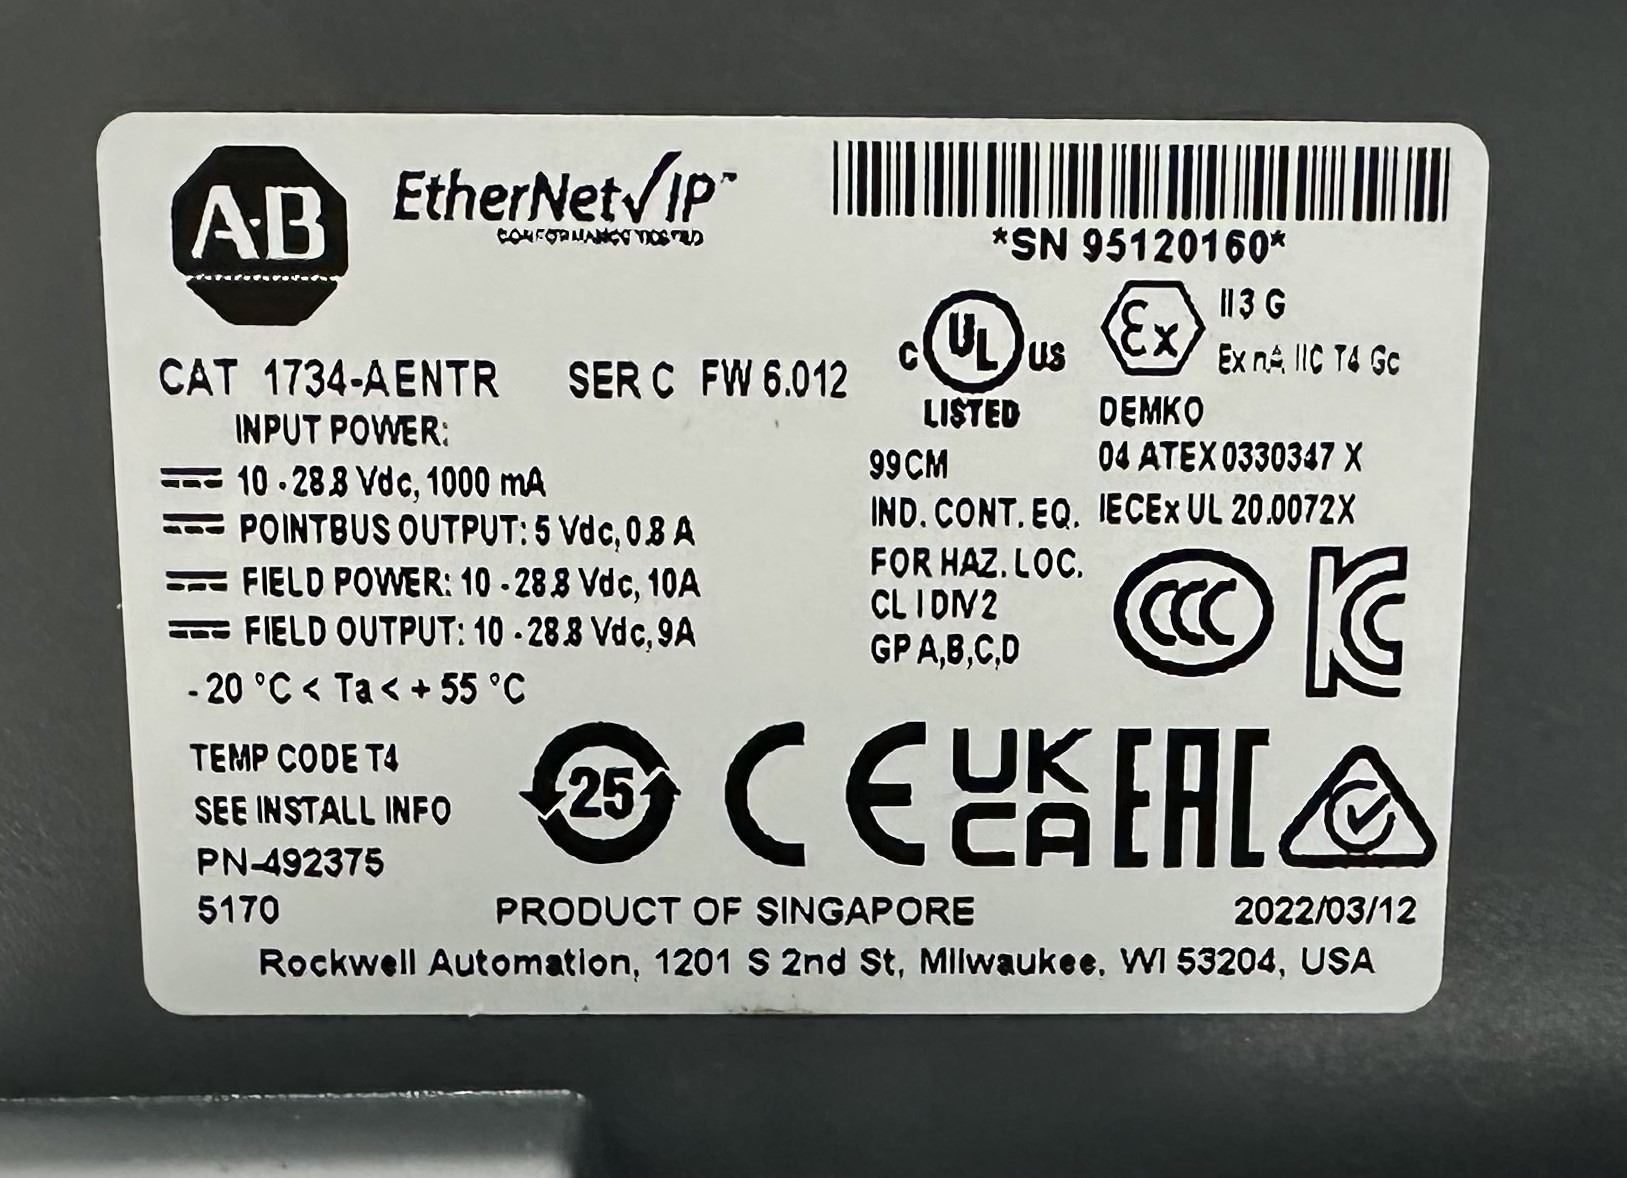 A-B
EtherNet/IP™
CONFORMANCE TESTED
*SN 95120160*
CAT 1734-AENTR SER C FW 6.012
INPUT POWER:
10 - 28.8 Vdc, 1000 mA
POINTBUS OUTPUT: 5 Vdc, 0.8 A
FIELD POWER: 10 - 28.8 Vdc, 10A
FIELD OUTPUT: 10 - 28.8 Vdc, 9A
- 20 °C < Ta < + 55 °C
TEMP CODE T4
SEE INSTALL INFO
PN-492375
5170
C UL US
LISTED
99CM
IND. CONT. EQ.
FOR HAZ. LOC.
CL I DIV 2
GP A,B,C,D
Ex II 3 G
Ex nA IIC T4 Gc
DEMKO
04 ATEX 0330347 X
IECEx UL 20.0072X
CCC KC
25 CE UK CA EAC
PRODUCT OF SINGAPORE
2022/03/12
Rockwell Automation, 1201 S 2nd St, Milwaukee, WI 53204, USA